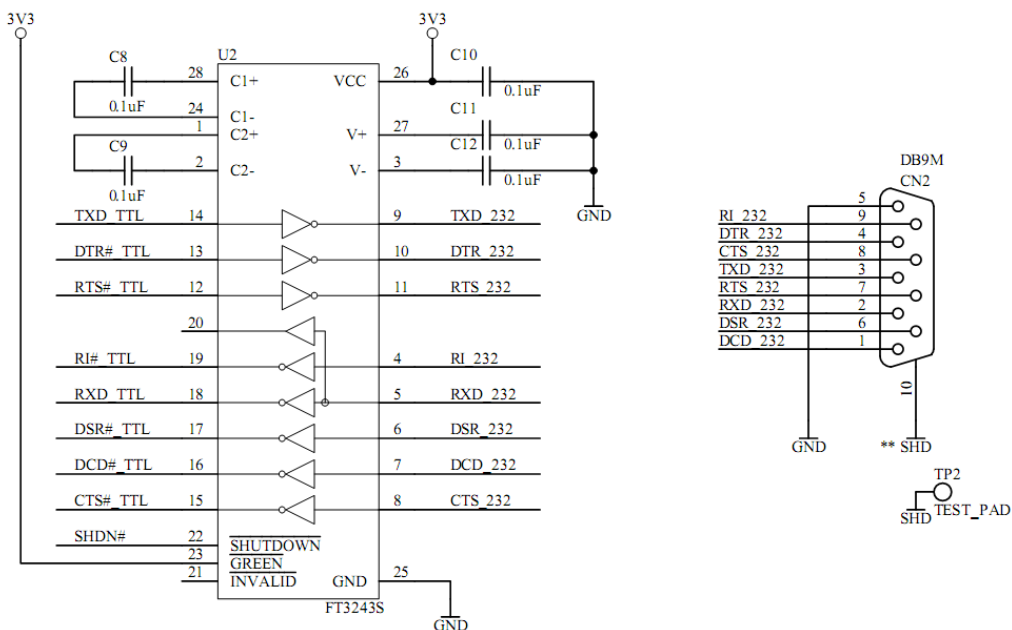 3V3
3V3
U2
C8
28
C1+
VCC
26
C10
0.1uF
0.1uF
24
C1-
C11
1
C2+
V+
27
C12
0.1uF
C9
2
C2-
V-
3
0.1uF
0.1uF
GND
TXD_TTL
14
9
TXD_232
DTR#_TTL
13
10
DTR_232
RTS#_TTL
12
11
RTS_232
20
RI#_TTL
19
4
RI_232
RXD_TTL
18
5
RXD_232
DSR#_TTL
17
6
DSR_232
DCD#_TTL
16
7
DCD_232
CTS#_TTL
15
8
CTS_232
SHDN#
22
SHUTDOWN
23
GREEN
21
INVALID
GND
25
FT3243S
GND
DB9M
CN2
5
RI_232
9
DTR_232
4
CTS_232
8
TXD_232
3
RTS_232
7
RXD_232
2
DSR_232
6
DCD_232
1
10
GND
** SHD
TP2
SHD
TEST_PAD